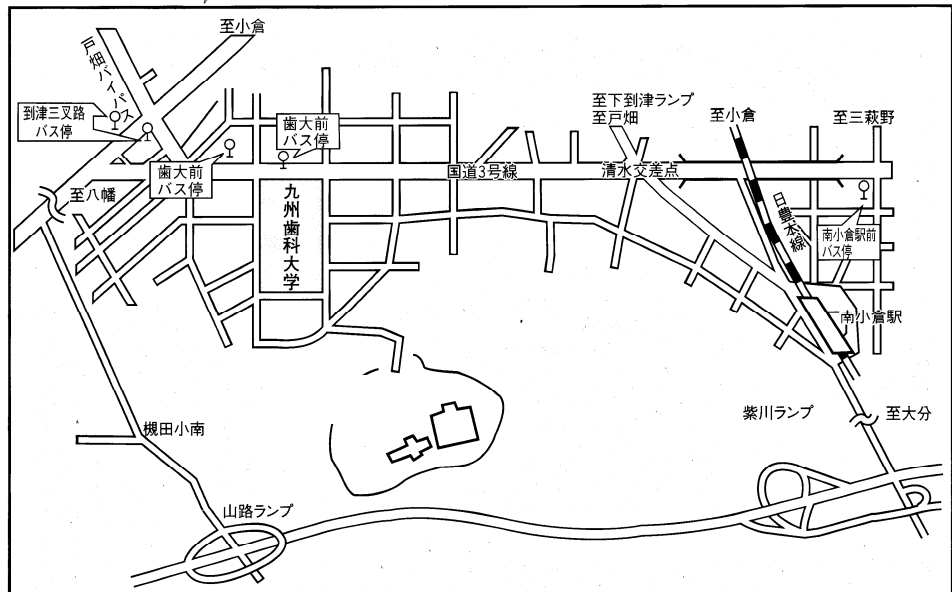 至小倉
戸畑バイパス
到津三叉路
バス停
歯大前
バス停
歯大前
バス停
至八幡
九州歯科大学
国道3号線
至下到津ランプ
至戸畑
清水交差点
至小倉
至三萩野
日豊本線
南小倉駅前
バス停
南小倉駅
紫川ランプ
至大分
槻田小南
山路ランプ